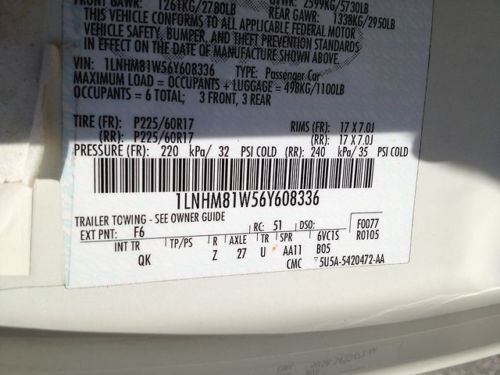 FRONT GAWR: 1261KG/2780LB
GVWR: 2599KG/5730LB
REAR GAWR: 1338KG/2950LB
THIS VEHICLE CONFORMS TO ALL APPLICABLE FEDERAL MOTOR
VEHICLE SAFETY, BUMPER, AND THEFT PREVENTION STANDARDS
IN EFFECT ON THE DATE OF MANUFACTURE SHOWN ABOVE.
VIN: 1LNHM81W56Y608336 TYPE: Passenger Car
MAXIMUM LOAD = OCCUPANTS + LUGGAGE = 498KG/1100LB
OCCUPANTS = 6 TOTAL; 3 FRONT, 3 REAR
TIRE (FR): P225/60R17 RIMS (FR): 17 X 7.0J
(RR): P225/60R17 (RR): 17 X 7.0J
PRESSURE (FR): 220 kPa/ 32 PSI COLD (RR): 240 kPa/ 35 PSI COLD
1LNHM81W56Y608336
TRAILER TOWING - SEE OWNER GUIDE
EXT PNT: F6 RC: 51 DSO: F0077
INT TR TP/PS R AXLE TR SPR 6VC1S R0105
QK Z 27 U AA11 B05
CMC 5U5A-5420472-AA